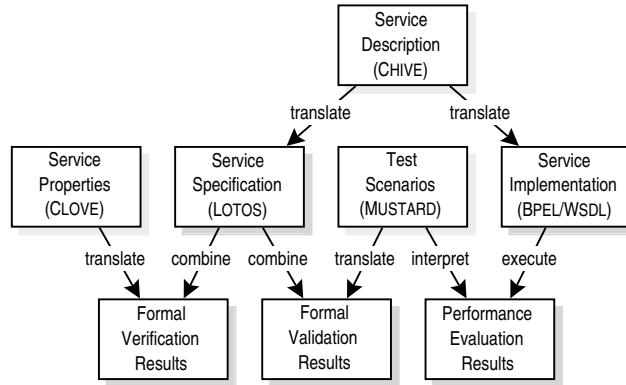 Service
Description
(CHIVE)
translate translate
Service
Properties
(CLOVE)
Service
Specification
(LOTOS)
Test
Scenarios
(MUSTARD)
Service
Implementation
(BPEL/WSDL)
translate combine combine translate interpret execute
Formal
Verification
Results
Formal
Validation
Results
Performance
Evaluation
Results